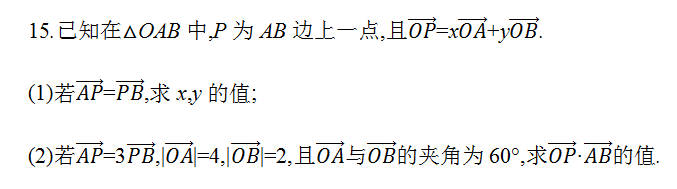 15.已知在△OAB 中,P 为 AB 边上一点,且$\overrightarrow{OP}$=x$\overrightarrow{OA}$+y$\overrightarrow{OB}$.
(1)若$\overrightarrow{AP}$=$\overrightarrow{PB}$,求 x,y 的值;
(2)若$\overrightarrow{AP}$=3$\overrightarrow{PB}$,|$\overrightarrow{OA}$|=4,|$\overrightarrow{OB}$|=2,且$\overrightarrow{OA}$与$\overrightarrow{OB}$的夹角为 60°,求$\overrightarrow{OP}$·$\overrightarrow{AB}$的值.